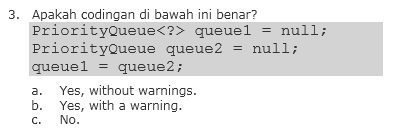 3. Apakah codingan di bawah ini benar?
PriorityQueue<?> queue1 = null;
PriorityQueue queue2 = null;
queue1 = queue2;
a. Yes, without warnings.
b. Yes, with a warning.
c. No.